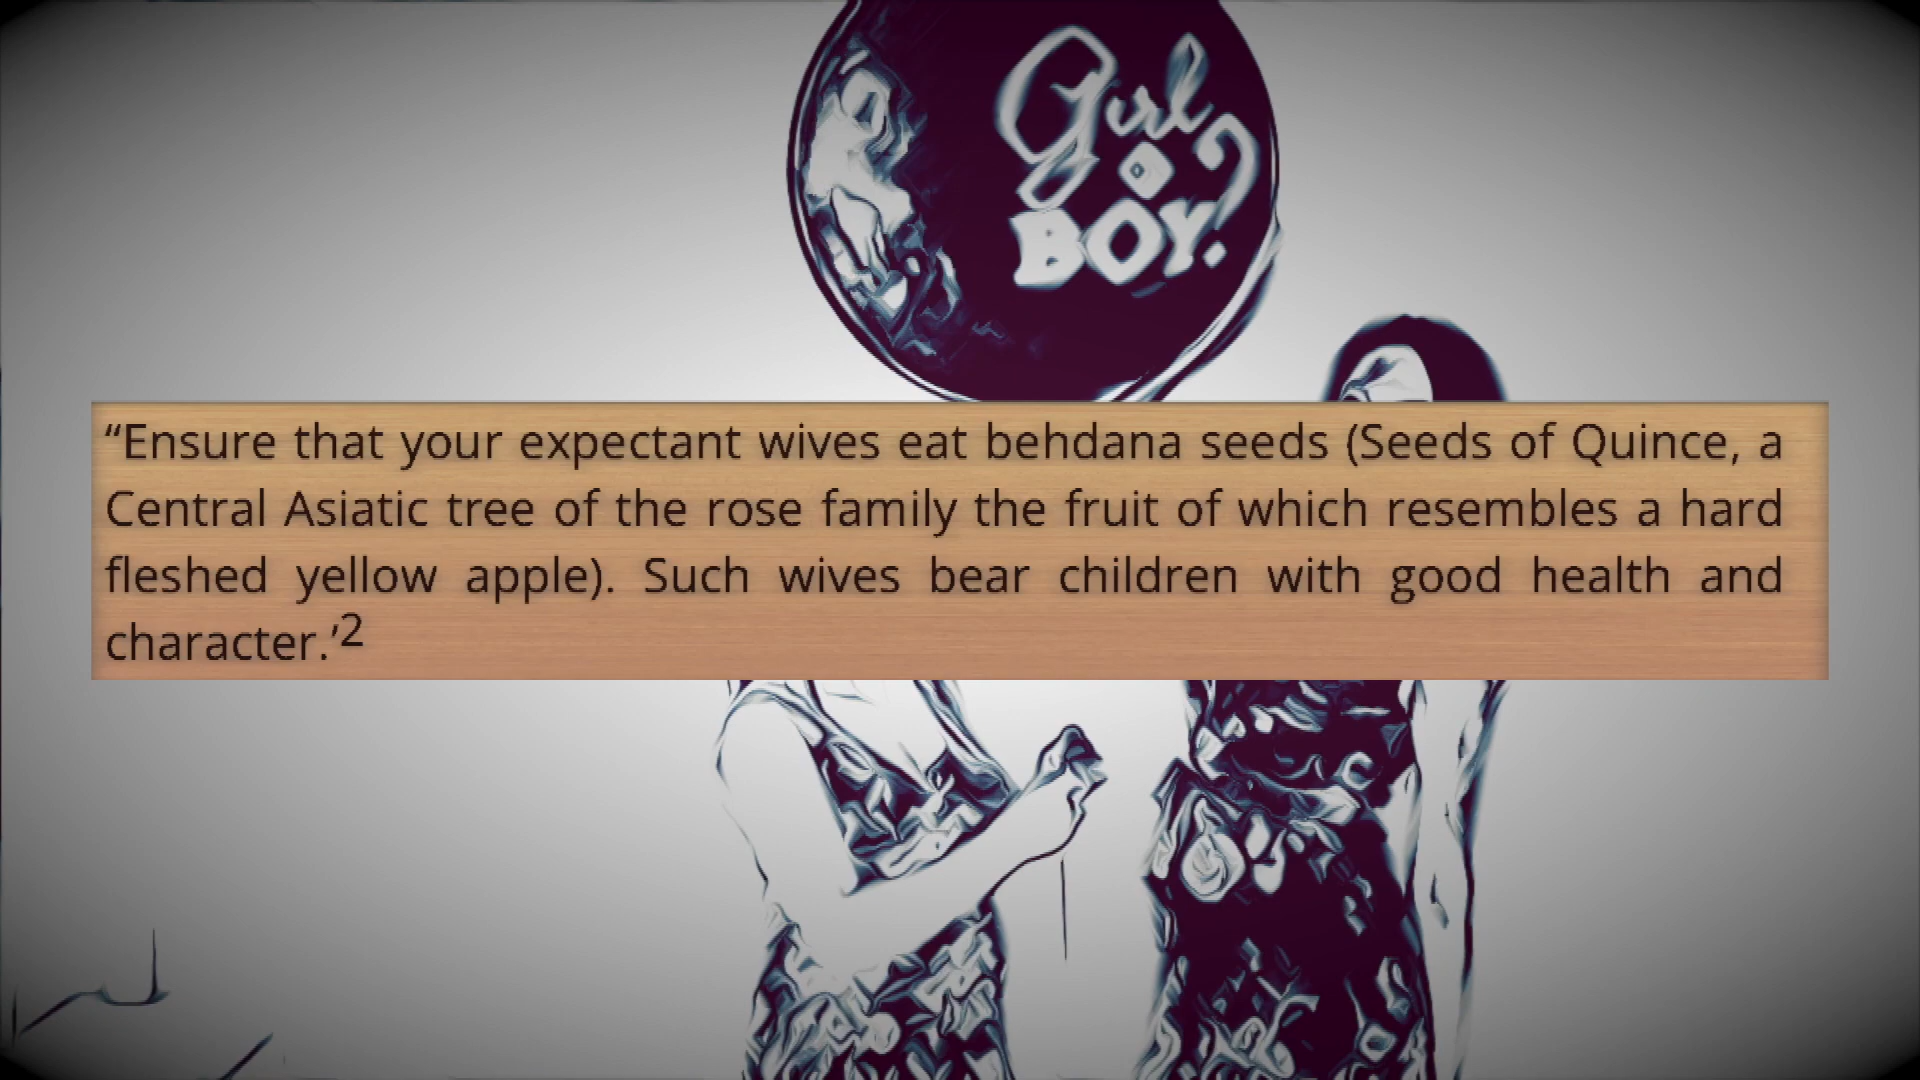 Girl
o
BOY?
“Ensure that your expectant wives eat behdana seeds (Seeds of Quince, a
Central Asiatic tree of the rose family the fruit of which resembles a hard
fleshed yellow apple). Such wives bear children with good health and
character.’2